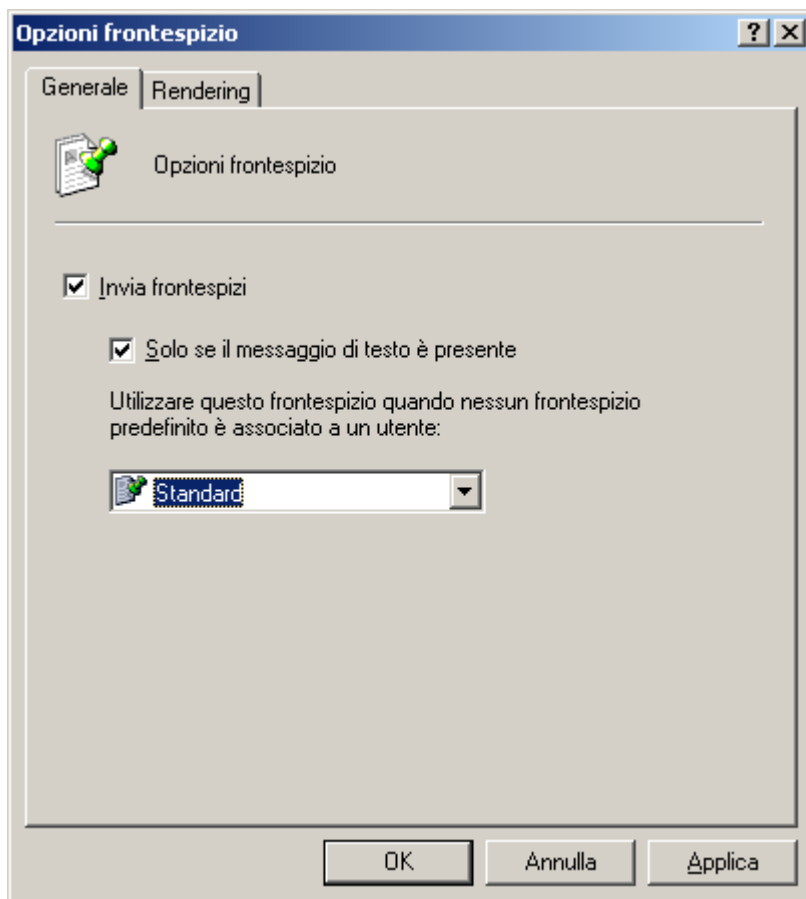 Opzioni frontespizio
Generale
Rendering
Opzioni frontespizio
Invia frontespizi
Solo se il messaggio di testo è presente
Utilizzare questo frontespizio quando nessun frontespizio
predefinito è associato a un utente:
Standard
OK
Annulla
Applica